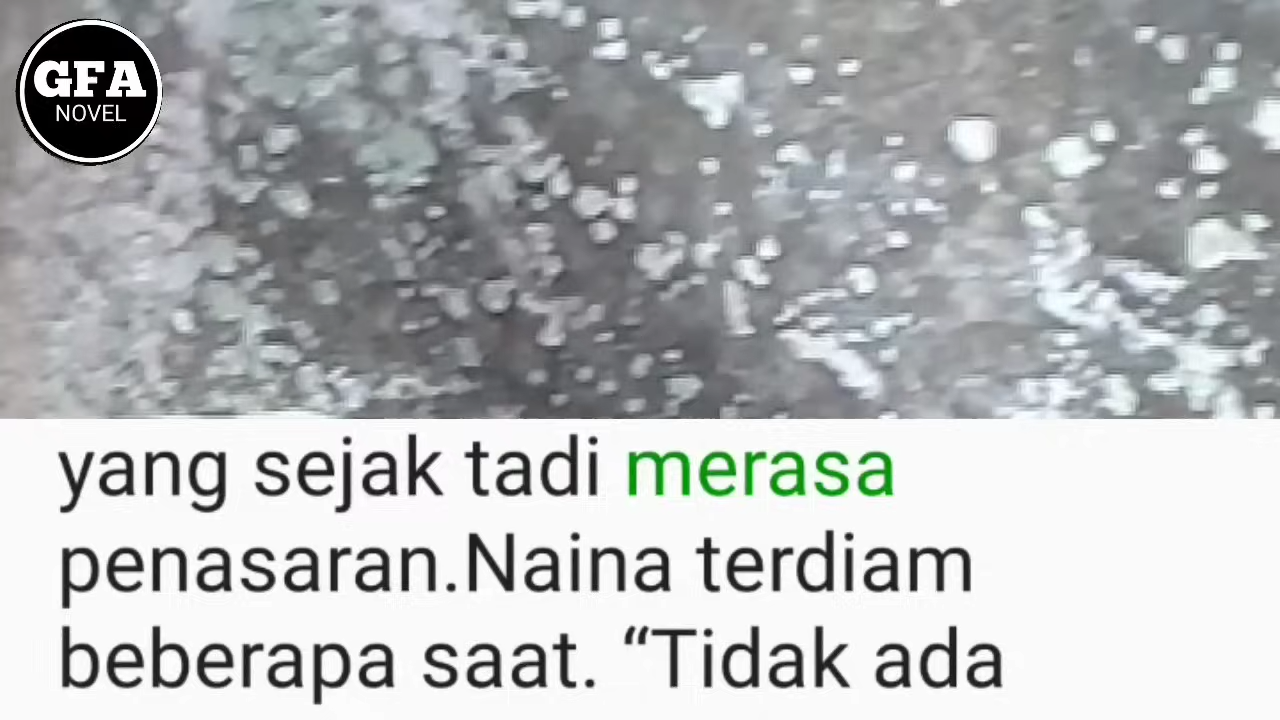 GFA
NOVEL
yang sejak tadi merasa
penasaran.Naina terdiam
beberapa saat. “Tidak ada